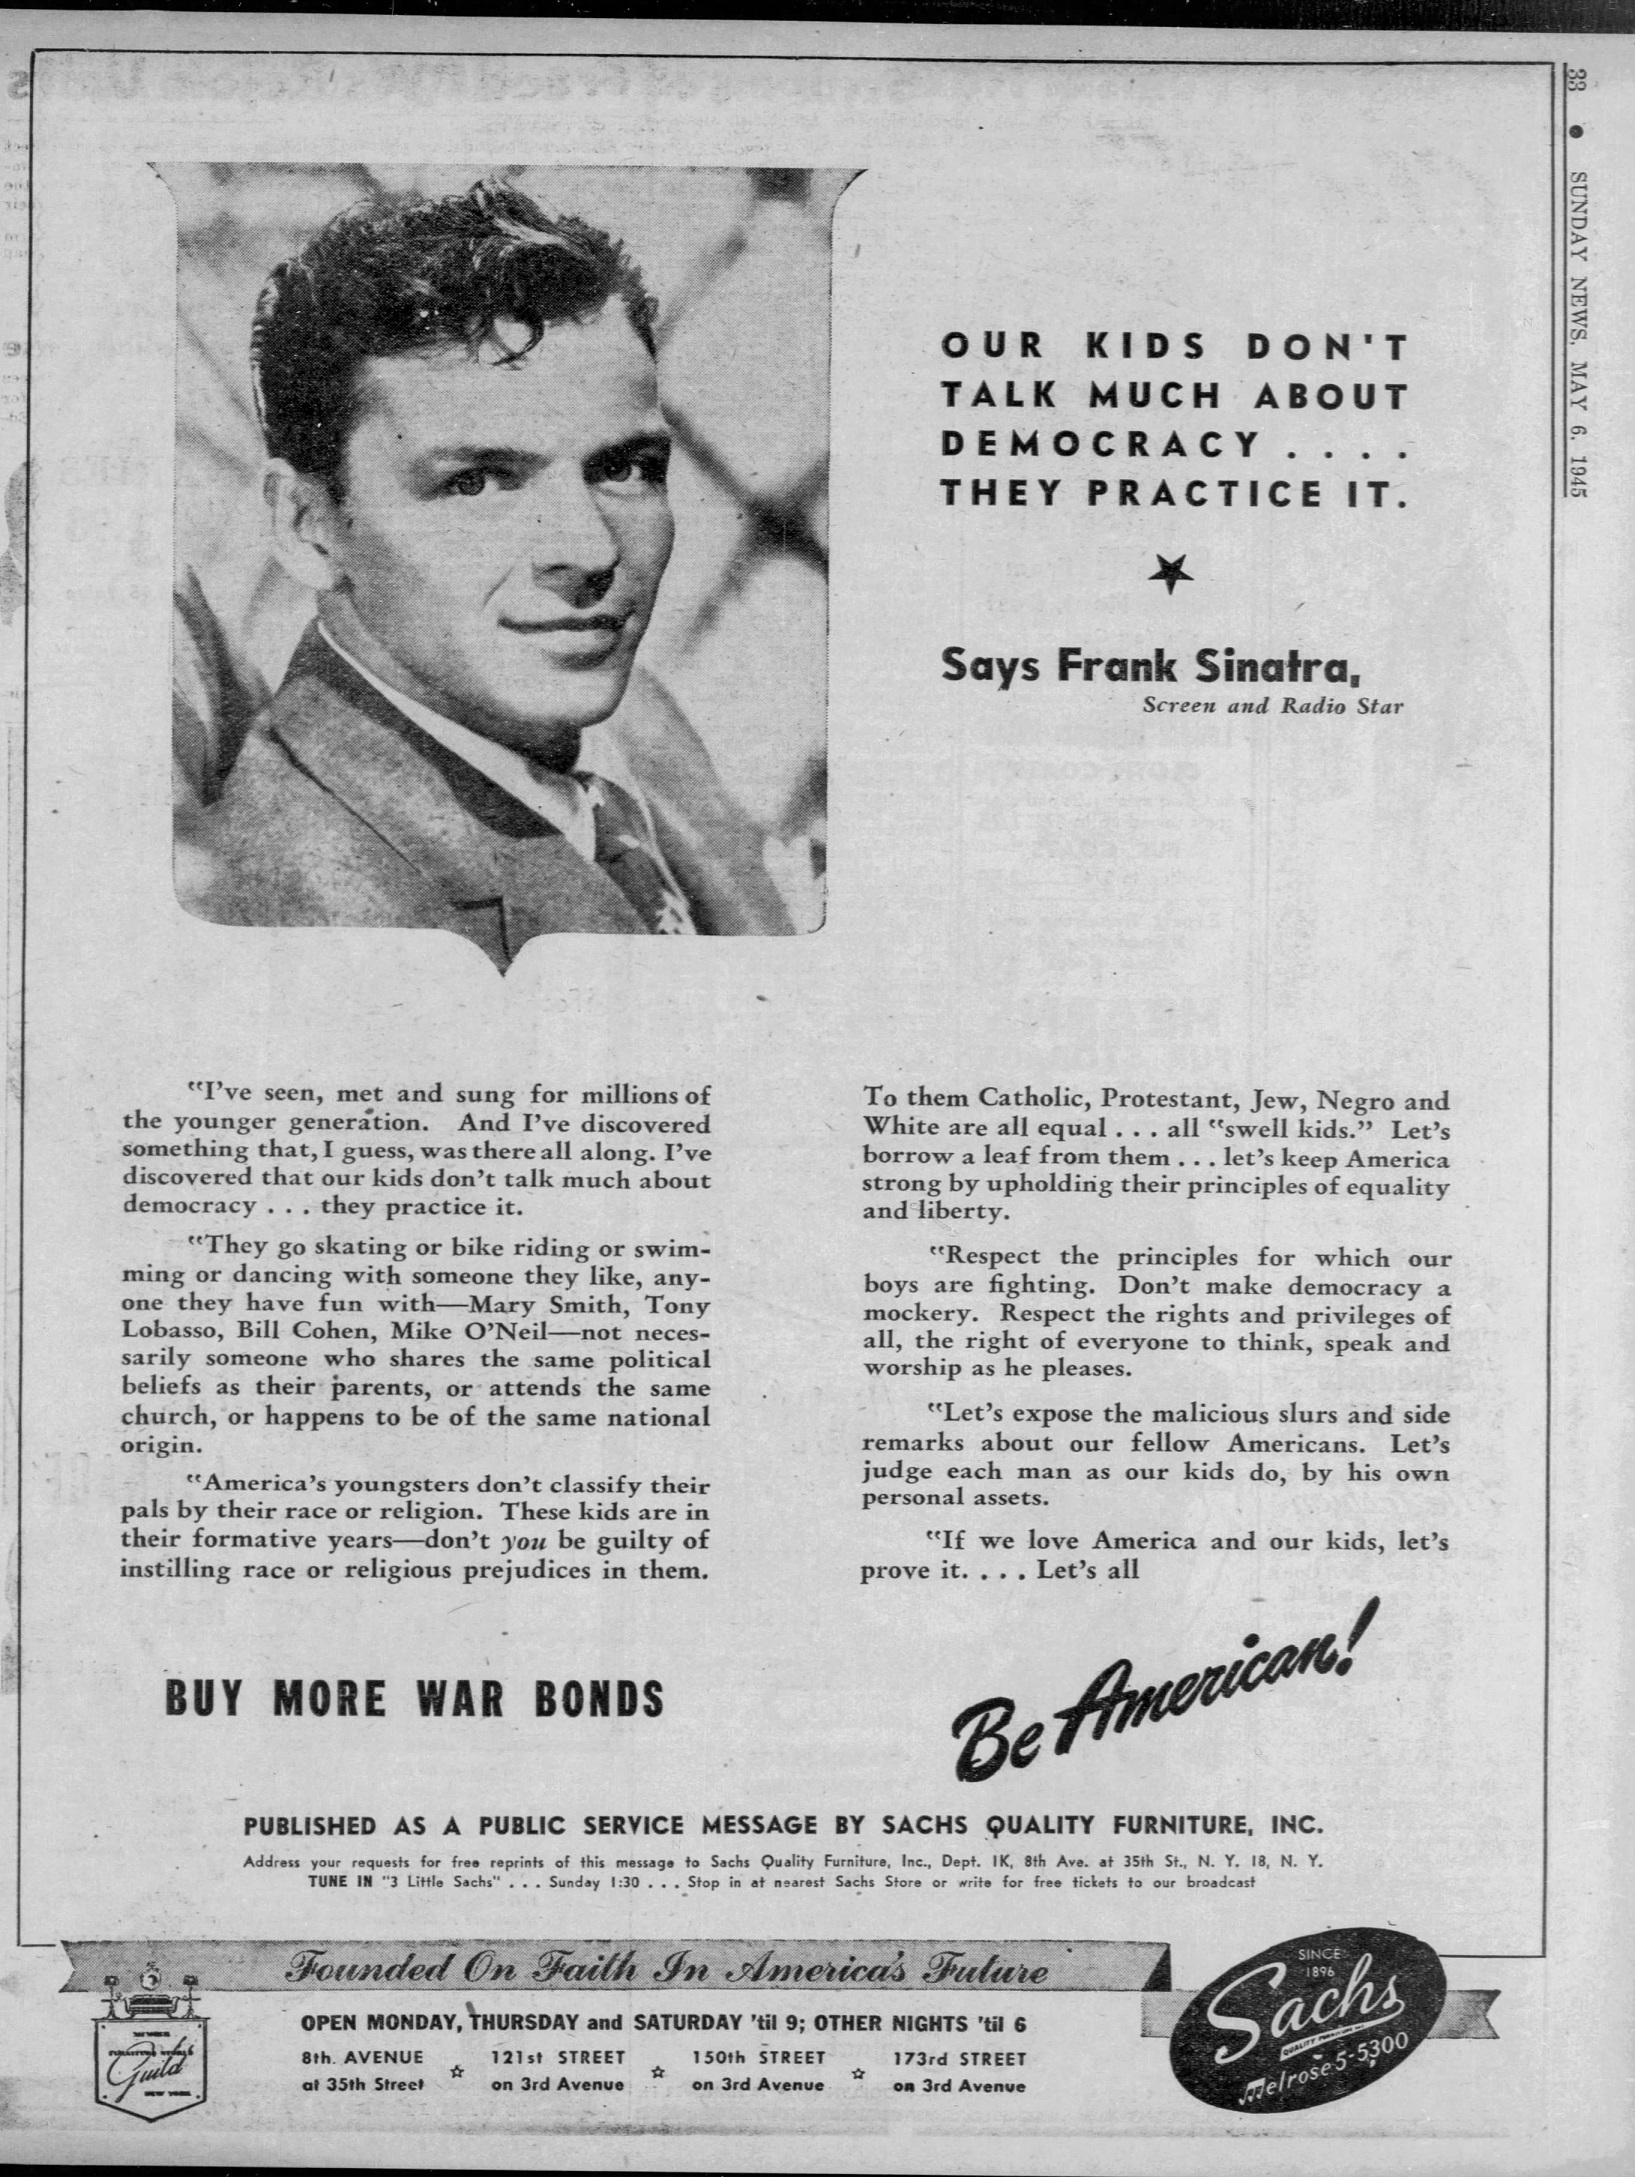 33 • SUNDAY NEWS, MAY 6, 1945
OUR KIDS DON'T
TALK MUCH ABOUT
DEMOCRACY . . . .
THEY PRACTICE IT.
Says Frank Sinatra,
Screen and Radio Star
"I've seen, met and sung for millions of
the younger generation. And I've discovered
something that, I guess, was there all along. I've
discovered that our kids don't talk much about
democracy . . . they practice it.
"They go skating or bike riding or swim-
ming or dancing with someone they like, any-
one they have fun with—Mary Smith, Tony
Lobasso, Bill Cohen, Mike O'Neil—not neces-
sarily someone who shares the same political
beliefs as their parents, or attends the same
church, or happens to be of the same national
origin.
"America's youngsters don't classify their
pals by their race or religion. These kids are in
their formative years—don't you be guilty of
instilling race or religious prejudices in them.
To them Catholic, Protestant, Jew, Negro and
White are all equal . . . all "swell kids." Let's
borrow a leaf from them . . . let's keep America
strong by upholding their principles of equality
and liberty.
"Respect the principles for which our
boys are fighting. Don't make democracy a
mockery. Respect the rights and privileges of
all, the right of everyone to think, speak and
worship as he pleases.
"Let's expose the malicious slurs and side
remarks about our fellow Americans. Let's
judge each man as our kids do, by his own
personal assets.
"If we love America and our kids, let's
prove it. . . . Let's all
Be American!
BUY MORE WAR BONDS
PUBLISHED AS A PUBLIC SERVICE MESSAGE BY SACHS QUALITY FURNITURE, INC.
Address your requests for free reprints of this message to Sachs Quality Furniture, Inc., Dept. 1K, 8th Ave. at 35th St., N. Y. 18, N. Y.
TUNE IN "3 Little Sachs" . . . Sunday 1:30 . . . Stop in at nearest Sachs Store or write for free tickets to our broadcast
Founded On Faith In America's Future
OPEN MONDAY, THURSDAY and SATURDAY 'til 9; OTHER NIGHTS 'til 6
8th. AVENUE ☆ 121st STREET ☆ 150th STREET ☆ 173rd STREET
at 35th Street on 3rd Avenue on 3rd Avenue on 3rd Avenue
Guild
NEW YORK
SINCE
1896
Sachs
QUALITY FURNITURE INC.
MElrose 5-5300